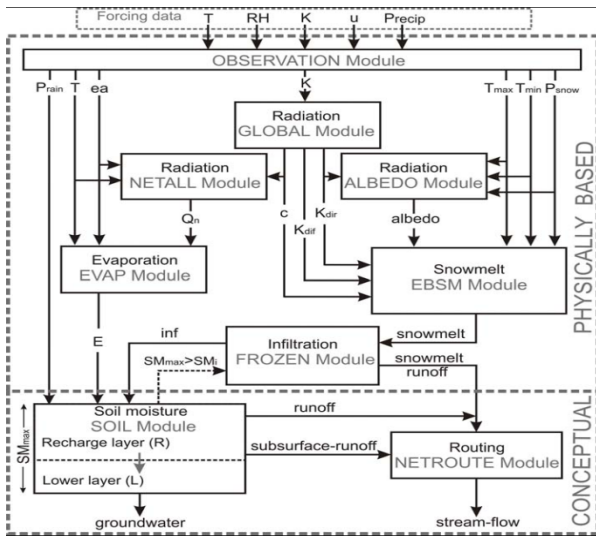 Forcing data
T RH K u Precip
OBSERVATION Module
Prain T ea K Tmax Tmin Psnow
Radiation
GLOBAL Module
Radiation
NETALL Module
Radiation
ALBEDO Module
Qn c Kdif Kdir albedo
Evaporation
EVAP Module
Snowmelt
EBSM Module
PHYSICALLY BASED
E inf snowmelt
Infiltration
FROZEN Module
SMmax>SMi
snowmelt
runoff
Soil moisture
SOIL Module
Recharge layer (R)
Lower layer (L)
SMmax
runoff
subsurface-runoff
Routing
NETROUTE Module
CONCEPTUAL
groundwater stream-flow